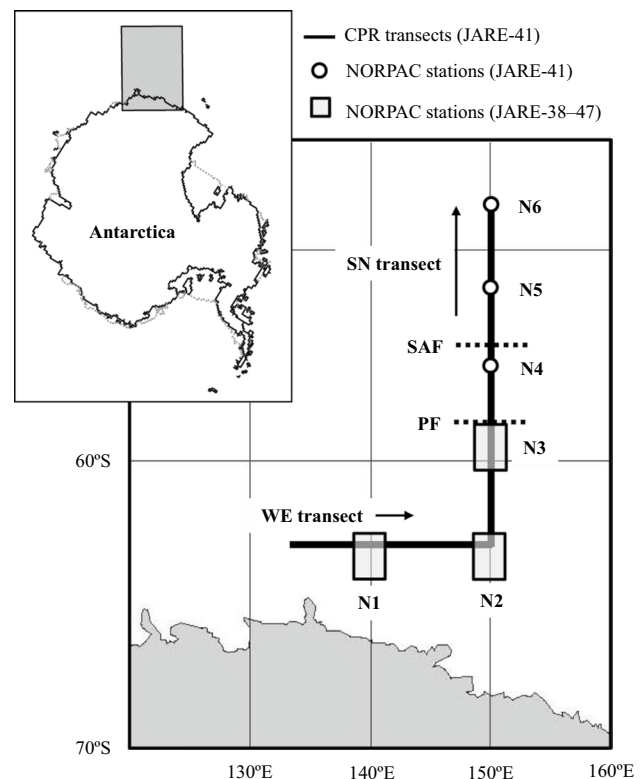 CPR transects (JARE-41)
NORPAC stations (JARE-41)
NORPAC stations (JARE-38–47)
Antarctica
N6
SN transect
N5
SAF
N4
PF
N3
60ºS
WE transect
N1
N2
70ºS
130ºE
140ºE
150ºE
160ºE